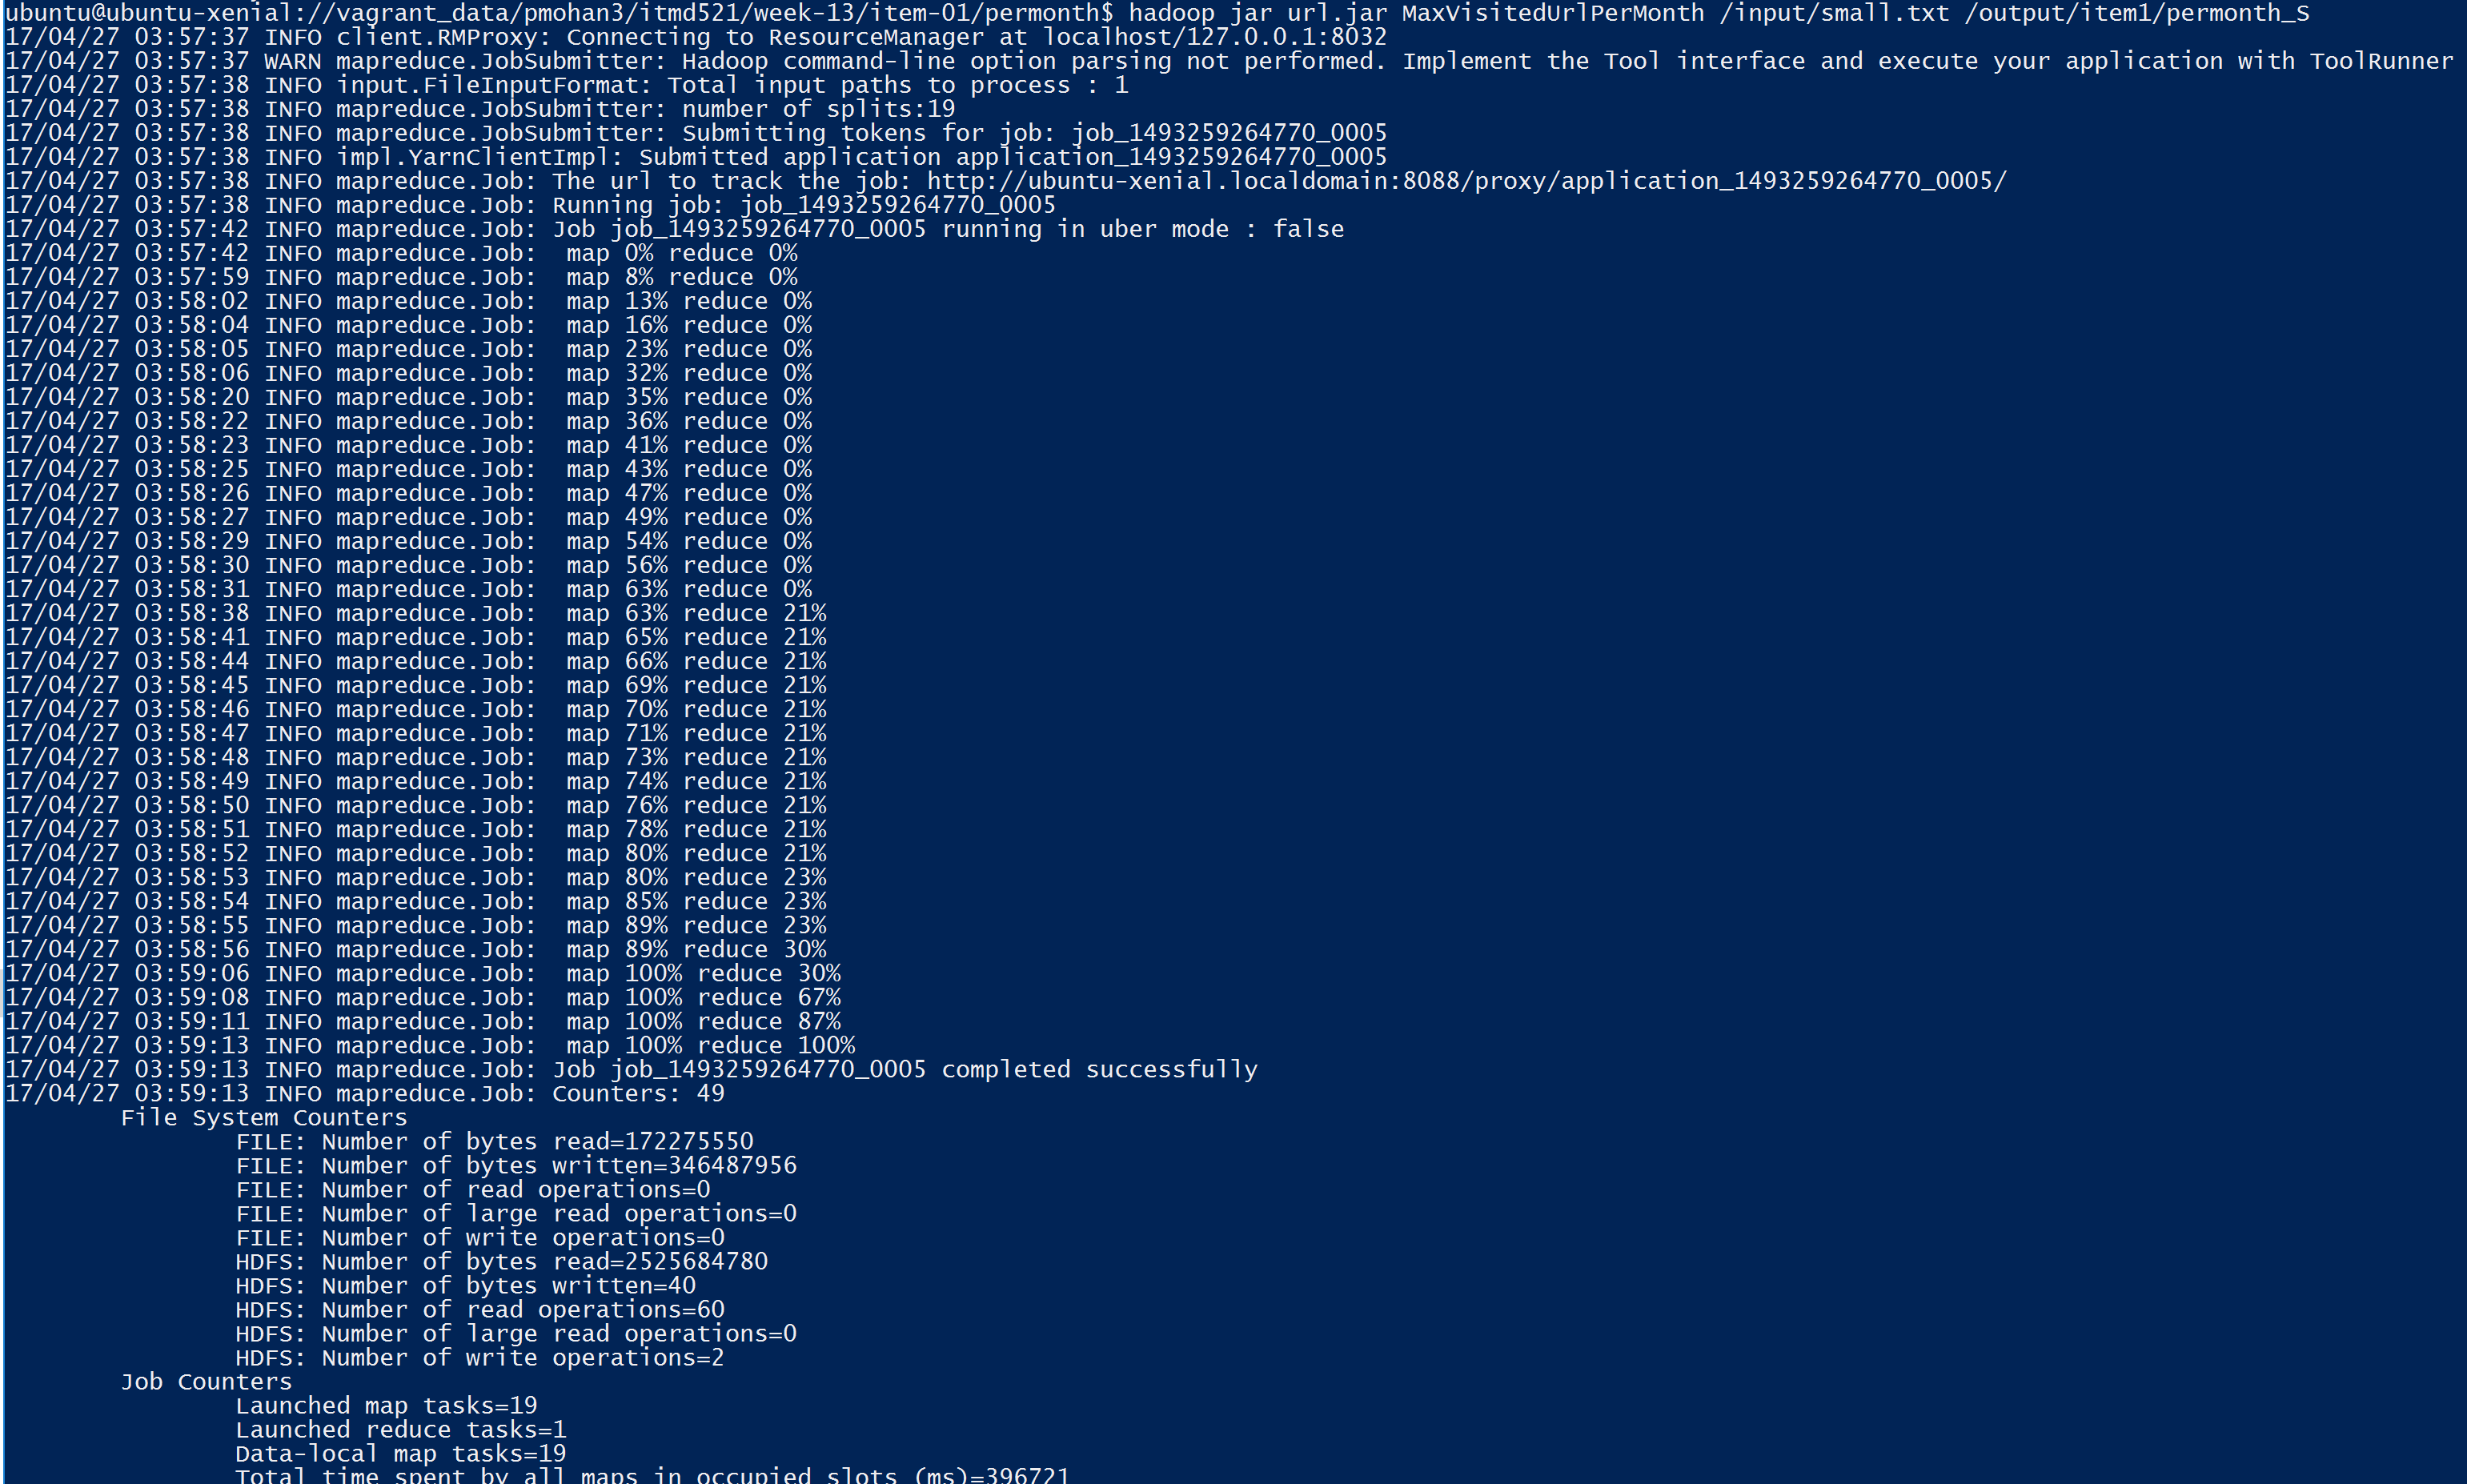 ubuntu@ubuntu-xenial://vagrant_data/pmohan3/itmd521/week-13/item-01/permonth$ hadoop jar url.jar MaxVisitedUrlPerMonth /input/small.txt /output/item1/permonth_S
17/04/27 03:57:37 INFO client.RMProxy: Connecting to ResourceManager at localhost/127.0.0.1:8032
17/04/27 03:57:37 WARN mapreduce.JobSubmitter: Hadoop command-line option parsing not performed. Implement the Tool interface and execute your application with ToolRunner
17/04/27 03:57:38 INFO input.FileInputFormat: Total input paths to process : 1
17/04/27 03:57:38 INFO mapreduce.JobSubmitter: number of splits:19
17/04/27 03:57:38 INFO mapreduce.JobSubmitter: Submitting tokens for job: job_1493259264770_0005
17/04/27 03:57:38 INFO impl.YarnClientImpl: Submitted application application_1493259264770_0005
17/04/27 03:57:38 INFO mapreduce.Job: The url to track the job: http://ubuntu-xenial.localdomain:8088/proxy/application_1493259264770_0005/
17/04/27 03:57:38 INFO mapreduce.Job: Running job: job_1493259264770_0005
17/04/27 03:57:42 INFO mapreduce.Job: Job job_1493259264770_0005 running in uber mode : false
17/04/27 03:57:42 INFO mapreduce.Job:  map 0% reduce 0%
17/04/27 03:57:59 INFO mapreduce.Job:  map 8% reduce 0%
17/04/27 03:58:02 INFO mapreduce.Job:  map 13% reduce 0%
17/04/27 03:58:04 INFO mapreduce.Job:  map 16% reduce 0%
17/04/27 03:58:05 INFO mapreduce.Job:  map 23% reduce 0%
17/04/27 03:58:06 INFO mapreduce.Job:  map 32% reduce 0%
17/04/27 03:58:20 INFO mapreduce.Job:  map 35% reduce 0%
17/04/27 03:58:22 INFO mapreduce.Job:  map 36% reduce 0%
17/04/27 03:58:23 INFO mapreduce.Job:  map 41% reduce 0%
17/04/27 03:58:25 INFO mapreduce.Job:  map 43% reduce 0%
17/04/27 03:58:26 INFO mapreduce.Job:  map 47% reduce 0%
17/04/27 03:58:27 INFO mapreduce.Job:  map 49% reduce 0%
17/04/27 03:58:29 INFO mapreduce.Job:  map 54% reduce 0%
17/04/27 03:58:30 INFO mapreduce.Job:  map 56% reduce 0%
17/04/27 03:58:31 INFO mapreduce.Job:  map 63% reduce 0%
17/04/27 03:58:38 INFO mapreduce.Job:  map 63% reduce 21%
17/04/27 03:58:41 INFO mapreduce.Job:  map 65% reduce 21%
17/04/27 03:58:44 INFO mapreduce.Job:  map 66% reduce 21%
17/04/27 03:58:45 INFO mapreduce.Job:  map 69% reduce 21%
17/04/27 03:58:46 INFO mapreduce.Job:  map 70% reduce 21%
17/04/27 03:58:47 INFO mapreduce.Job:  map 71% reduce 21%
17/04/27 03:58:48 INFO mapreduce.Job:  map 73% reduce 21%
17/04/27 03:58:49 INFO mapreduce.Job:  map 74% reduce 21%
17/04/27 03:58:50 INFO mapreduce.Job:  map 76% reduce 21%
17/04/27 03:58:51 INFO mapreduce.Job:  map 78% reduce 21%
17/04/27 03:58:52 INFO mapreduce.Job:  map 80% reduce 21%
17/04/27 03:58:53 INFO mapreduce.Job:  map 80% reduce 23%
17/04/27 03:58:54 INFO mapreduce.Job:  map 85% reduce 23%
17/04/27 03:58:55 INFO mapreduce.Job:  map 89% reduce 23%
17/04/27 03:58:56 INFO mapreduce.Job:  map 89% reduce 30%
17/04/27 03:59:06 INFO mapreduce.Job:  map 100% reduce 30%
17/04/27 03:59:08 INFO mapreduce.Job:  map 100% reduce 67%
17/04/27 03:59:11 INFO mapreduce.Job:  map 100% reduce 87%
17/04/27 03:59:13 INFO mapreduce.Job:  map 100% reduce 100%
17/04/27 03:59:13 INFO mapreduce.Job: Job job_1493259264770_0005 completed successfully
17/04/27 03:59:13 INFO mapreduce.Job: Counters: 49
File System Counters
FILE: Number of bytes read=172275550
FILE: Number of bytes written=346487956
FILE: Number of read operations=0
FILE: Number of large read operations=0
FILE: Number of write operations=0
HDFS: Number of bytes read=2525684780
HDFS: Number of bytes written=40
HDFS: Number of read operations=60
HDFS: Number of large read operations=0
HDFS: Number of write operations=2
Job Counters
Launched map tasks=19
Launched reduce tasks=1
Data-local map tasks=19
Total time spent by all maps in occupied slots (ms)=396721